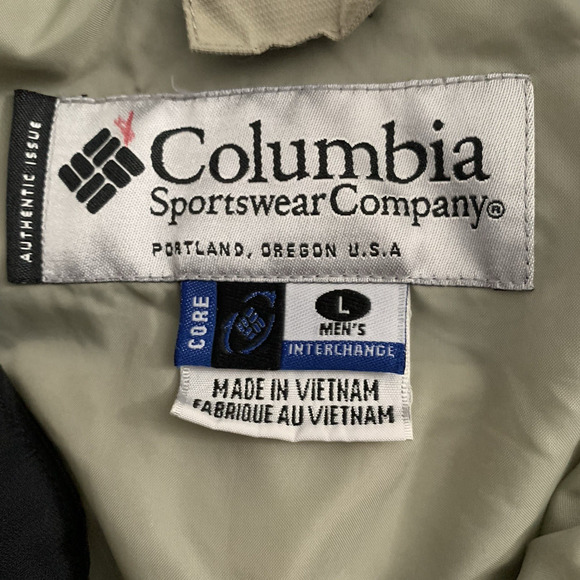 AUTHENTIC ISSUE
Columbia
Sportswear Company®
PORTLAND, OREGON U.S.A
CORE
L
MEN'S
INTERCHANGE
MADE IN VIETNAM
FABRIQUE AU VIETNAM